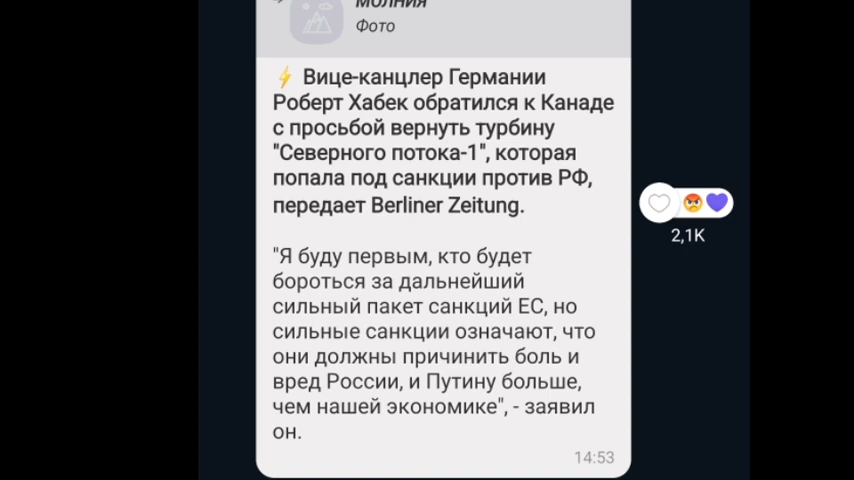 МОЛНИЯ
Фото
⚡ Вице-канцлер Германии
Роберт Хабек обратился к Канаде
с просьбой вернуть турбину
"Северного потока-1", которая
попала под санкции против РФ,
передает Berliner Zeitung.
"Я буду первым, кто будет
бороться за дальнейший
сильный пакет санкций ЕС, но
сильные санкции означают, что
они должны причинить боль и
вред России, и Путину больше,
чем нашей экономике", - заявил
он.
14:53
2,1K